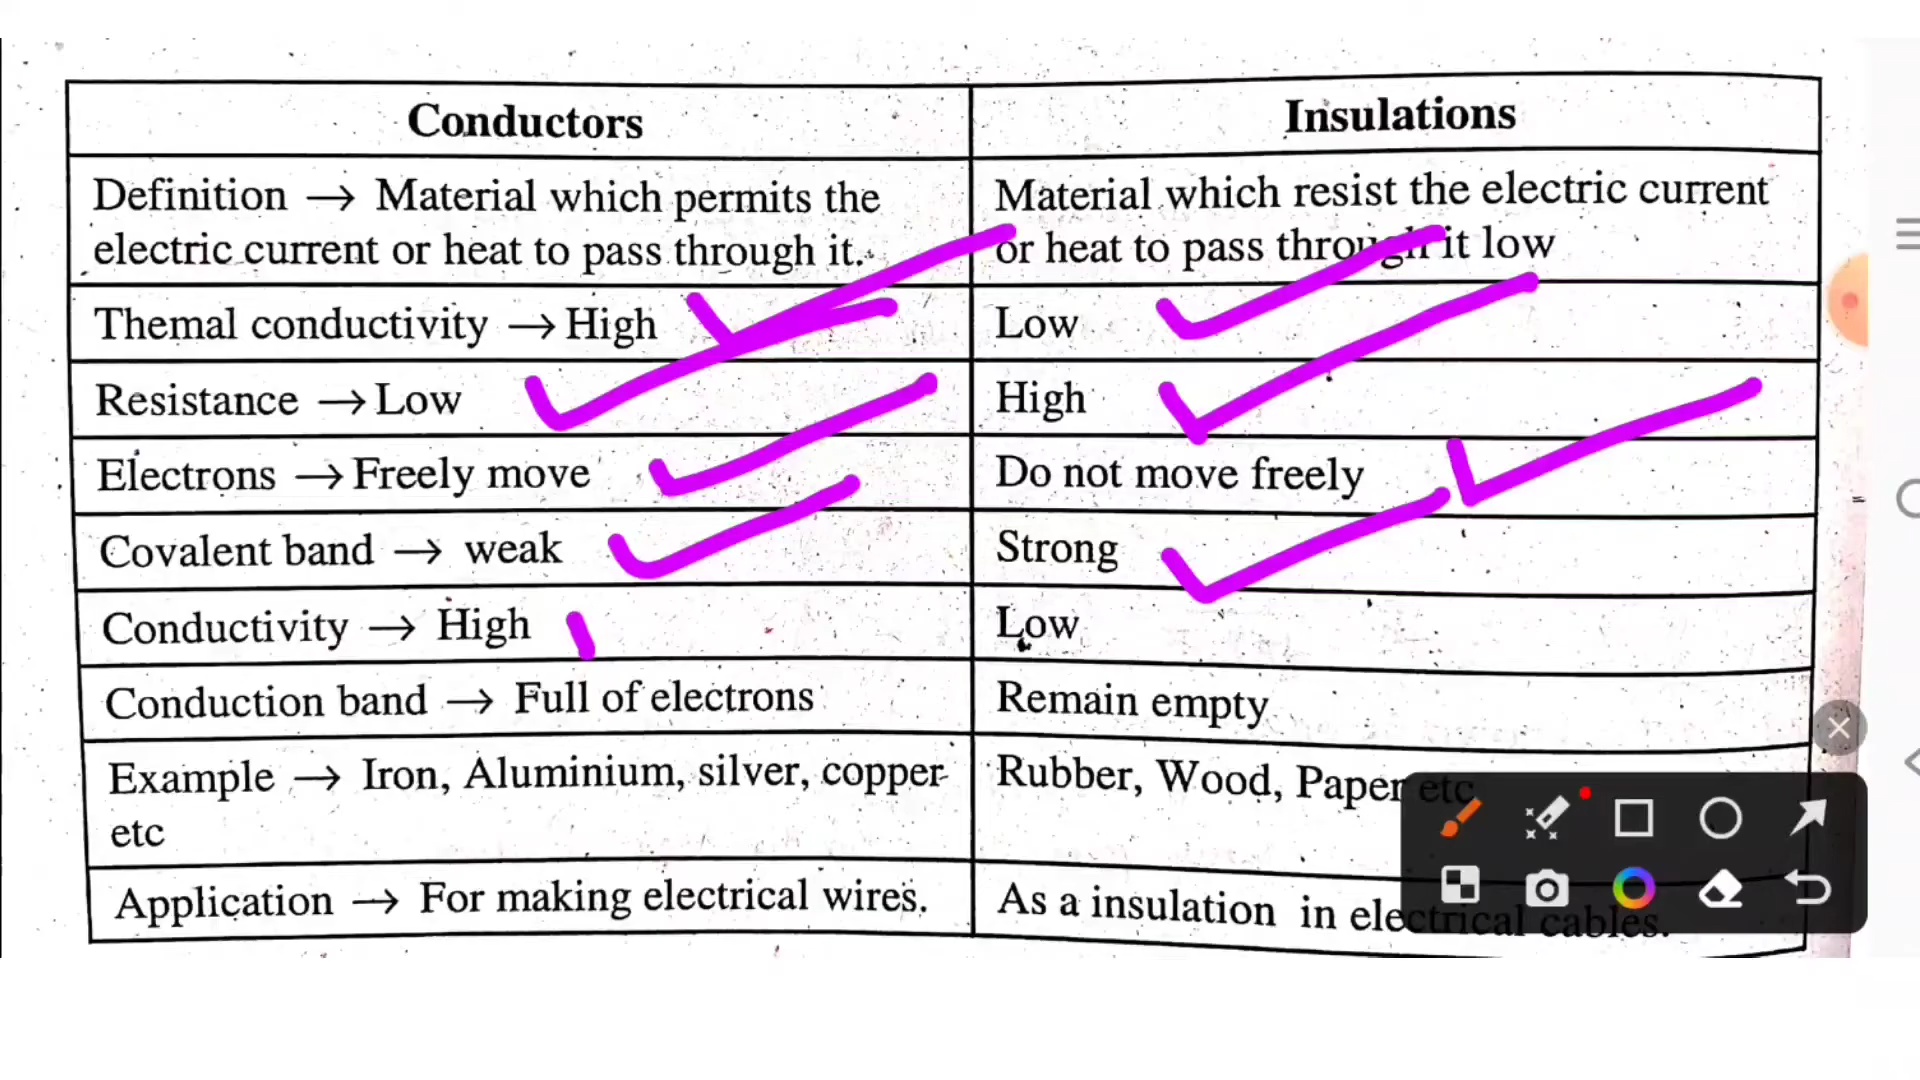 Conductors
Insulations
Definition → Material which permits the
electric current or heat to pass through it.
Material which resist the electric current
or heat to pass through it low
Themal conductivity → High
Low
Resistance → Low
High
Electrons → Freely move
Do not move freely
Covalent band → weak
Strong
Conductivity → High
Low
Conduction band → Full of electrons
Remain empty
Example → Iron, Aluminium, silver, copper
etc
Rubber, Wood, Paper etc
Application → For making electrical wires.
As a insulation in electrical cables.